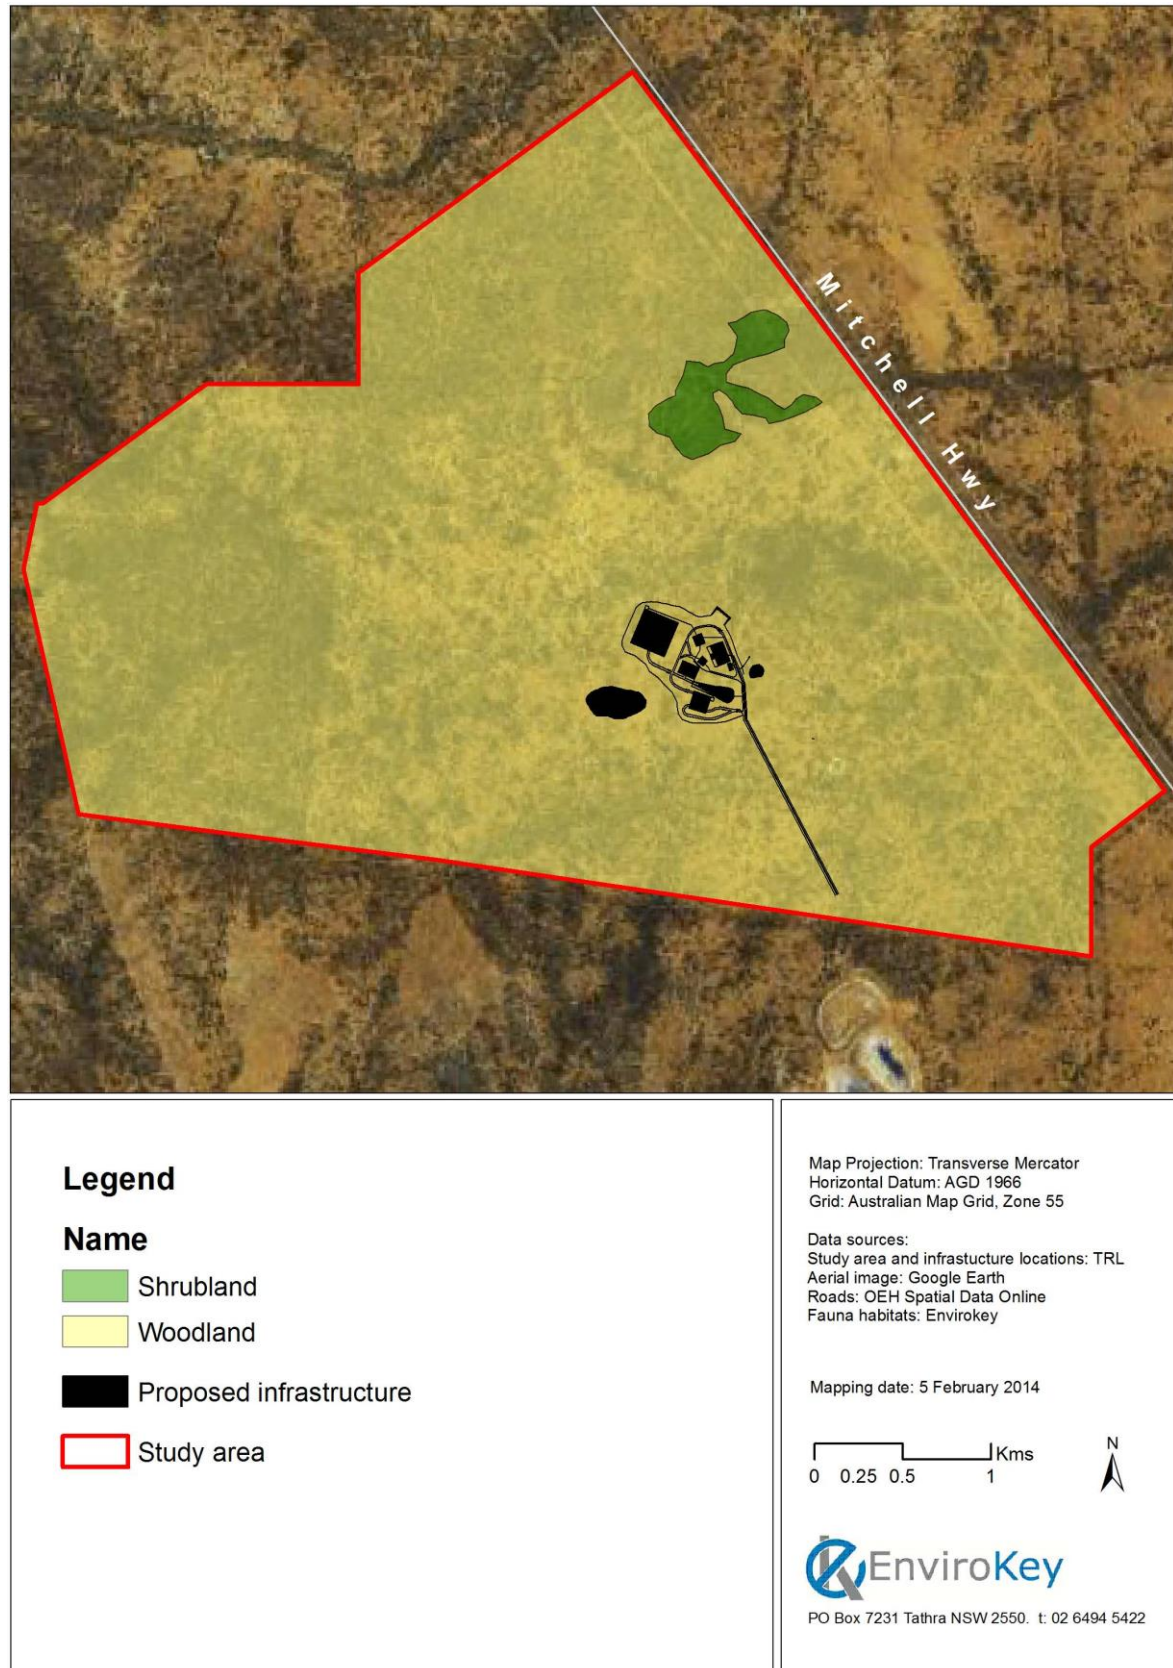 Mitchell Hwy
Legend
Name
Shrubland
Woodland
Proposed infrastructure
Study area
Map Projection: Transverse Mercator
Horizontal Datum: AGD 1966
Grid: Australian Map Grid, Zone 55
Data sources:
Study area and infrastucture locations: TRL
Aerial image: Google Earth
Roads: OEH Spatial Data Online
Fauna habitats: Envirokey
Mapping date: 5 February 2014
Kms
0 0.25 0.5 1
N
EnviroKey
PO Box 7231 Tathra NSW 2550. t: 02 6494 5422